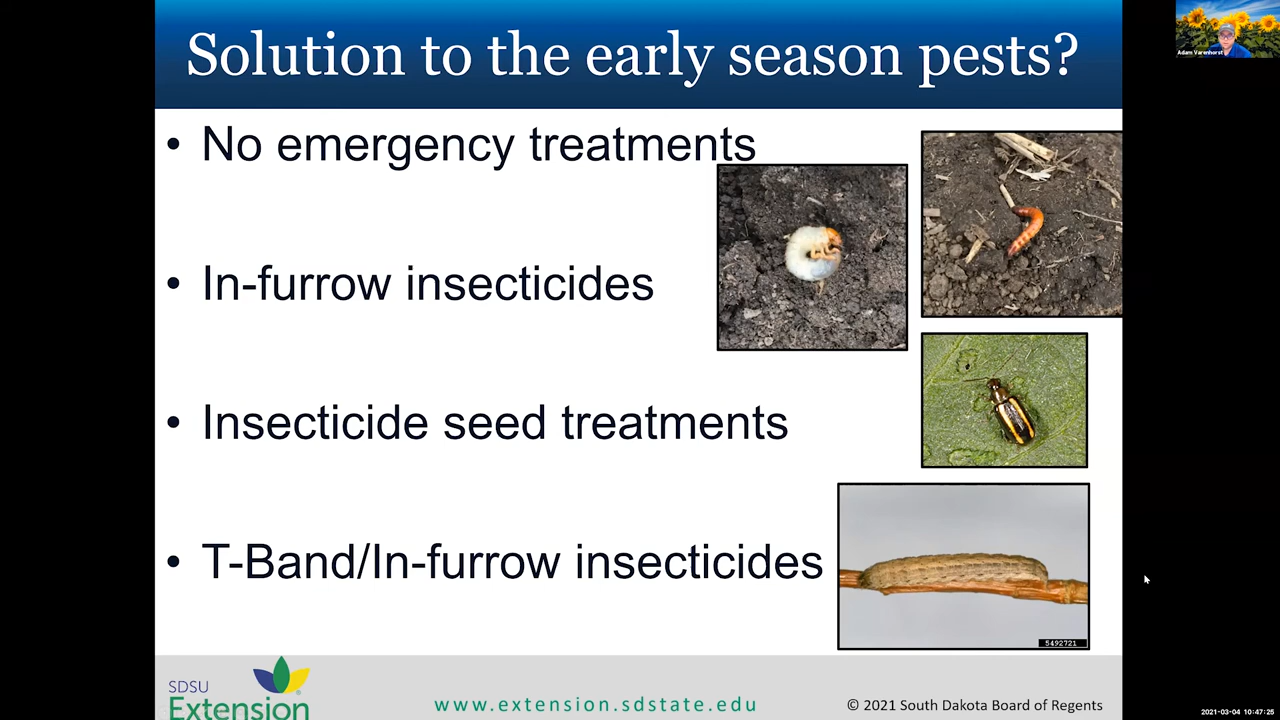 Solution to the early season pests?
Adam Varenhorst
• No emergency treatments
• In-furrow insecticides
• Insecticide seed treatments
• T-Band/In-furrow insecticides
5492721
SDSU
Extension
www.extension.sdstate.edu
© 2021 South Dakota Board of Regents
2021-03-04 10:47:25